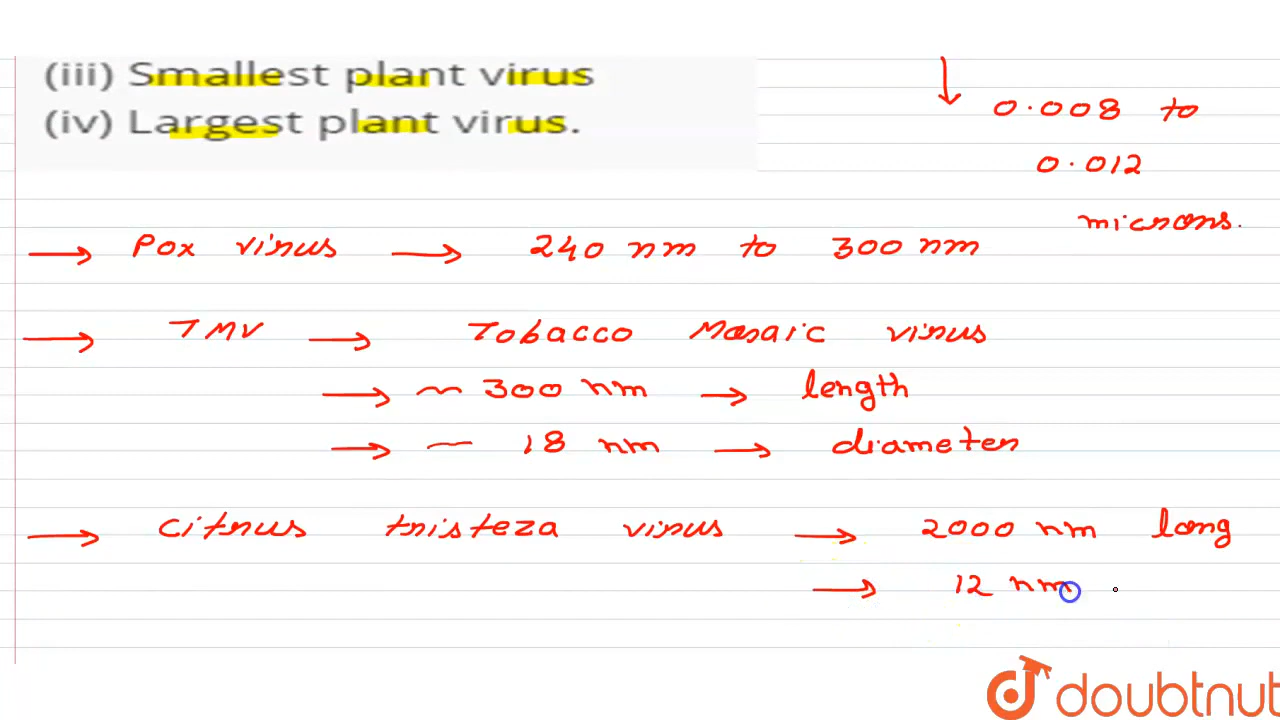 (iii) Smallest plant virus
(iv) Largest plant virus.
↓ 0.008 to
0.012
microns.
→ Pox virus → 240 nm to 300 nm
→ TMV → Tobacco Mosaic virus
→ ~ 300 nm → length
→ ~ 18 nm → diameter
→ citrus tristeza virus → 2000 nm long
→ 12 nm
doubtnut